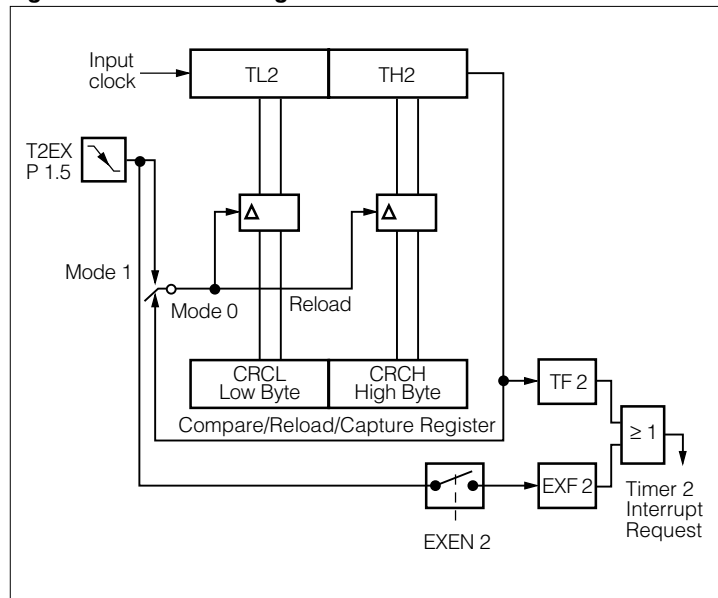 Input
clock
TL2
TH2
T2EX
P 1.5
Δ
Δ
Mode 1
Mode 0
Reload
CRCL
Low Byte
CRCH
High Byte
Compare/Reload/Capture Register
TF 2
≥ 1
EXF 2
EXEN 2
Timer 2
Interrupt
Request